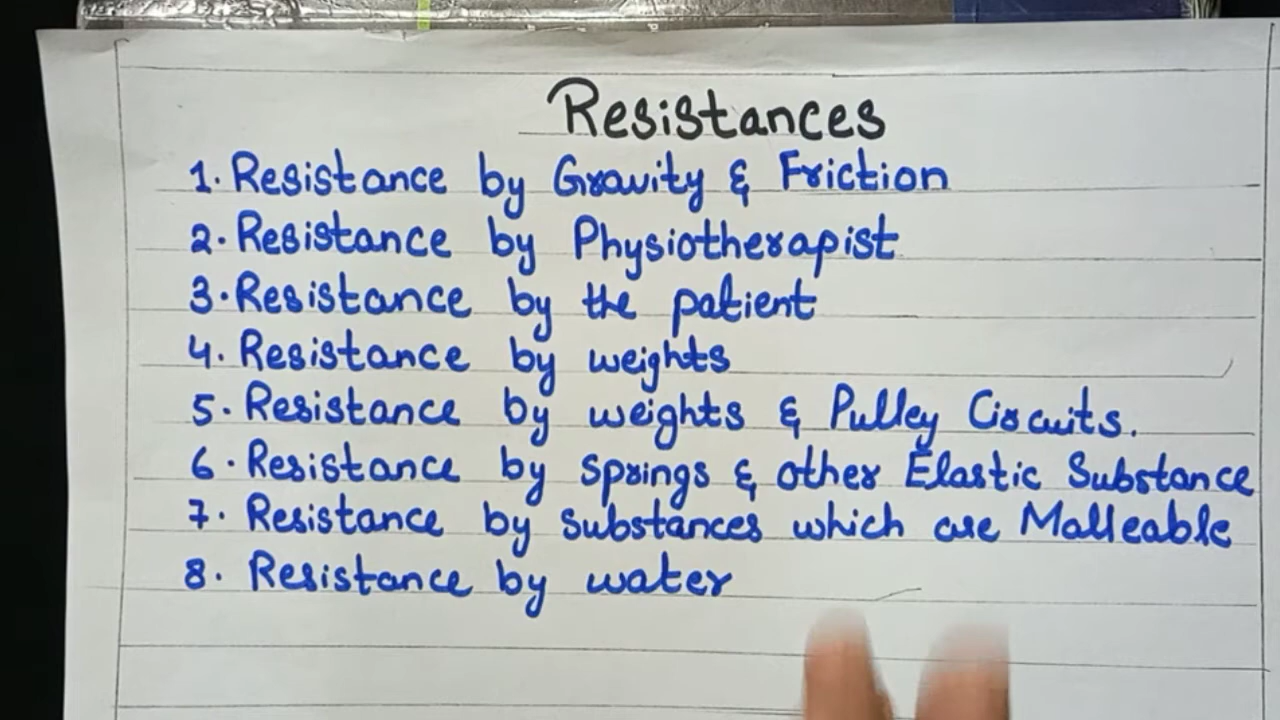 Resistances
1. Resistance by Gravity & Friction
2. Resistance by Physiotherapist
3. Resistance by the patient
4. Resistance by weights
5. Resistance by weights & Pulley Circuits.
6. Resistance by Springs & other Elastic Substance
7. Resistance by Substances which are Malleable
8. Resistance by water